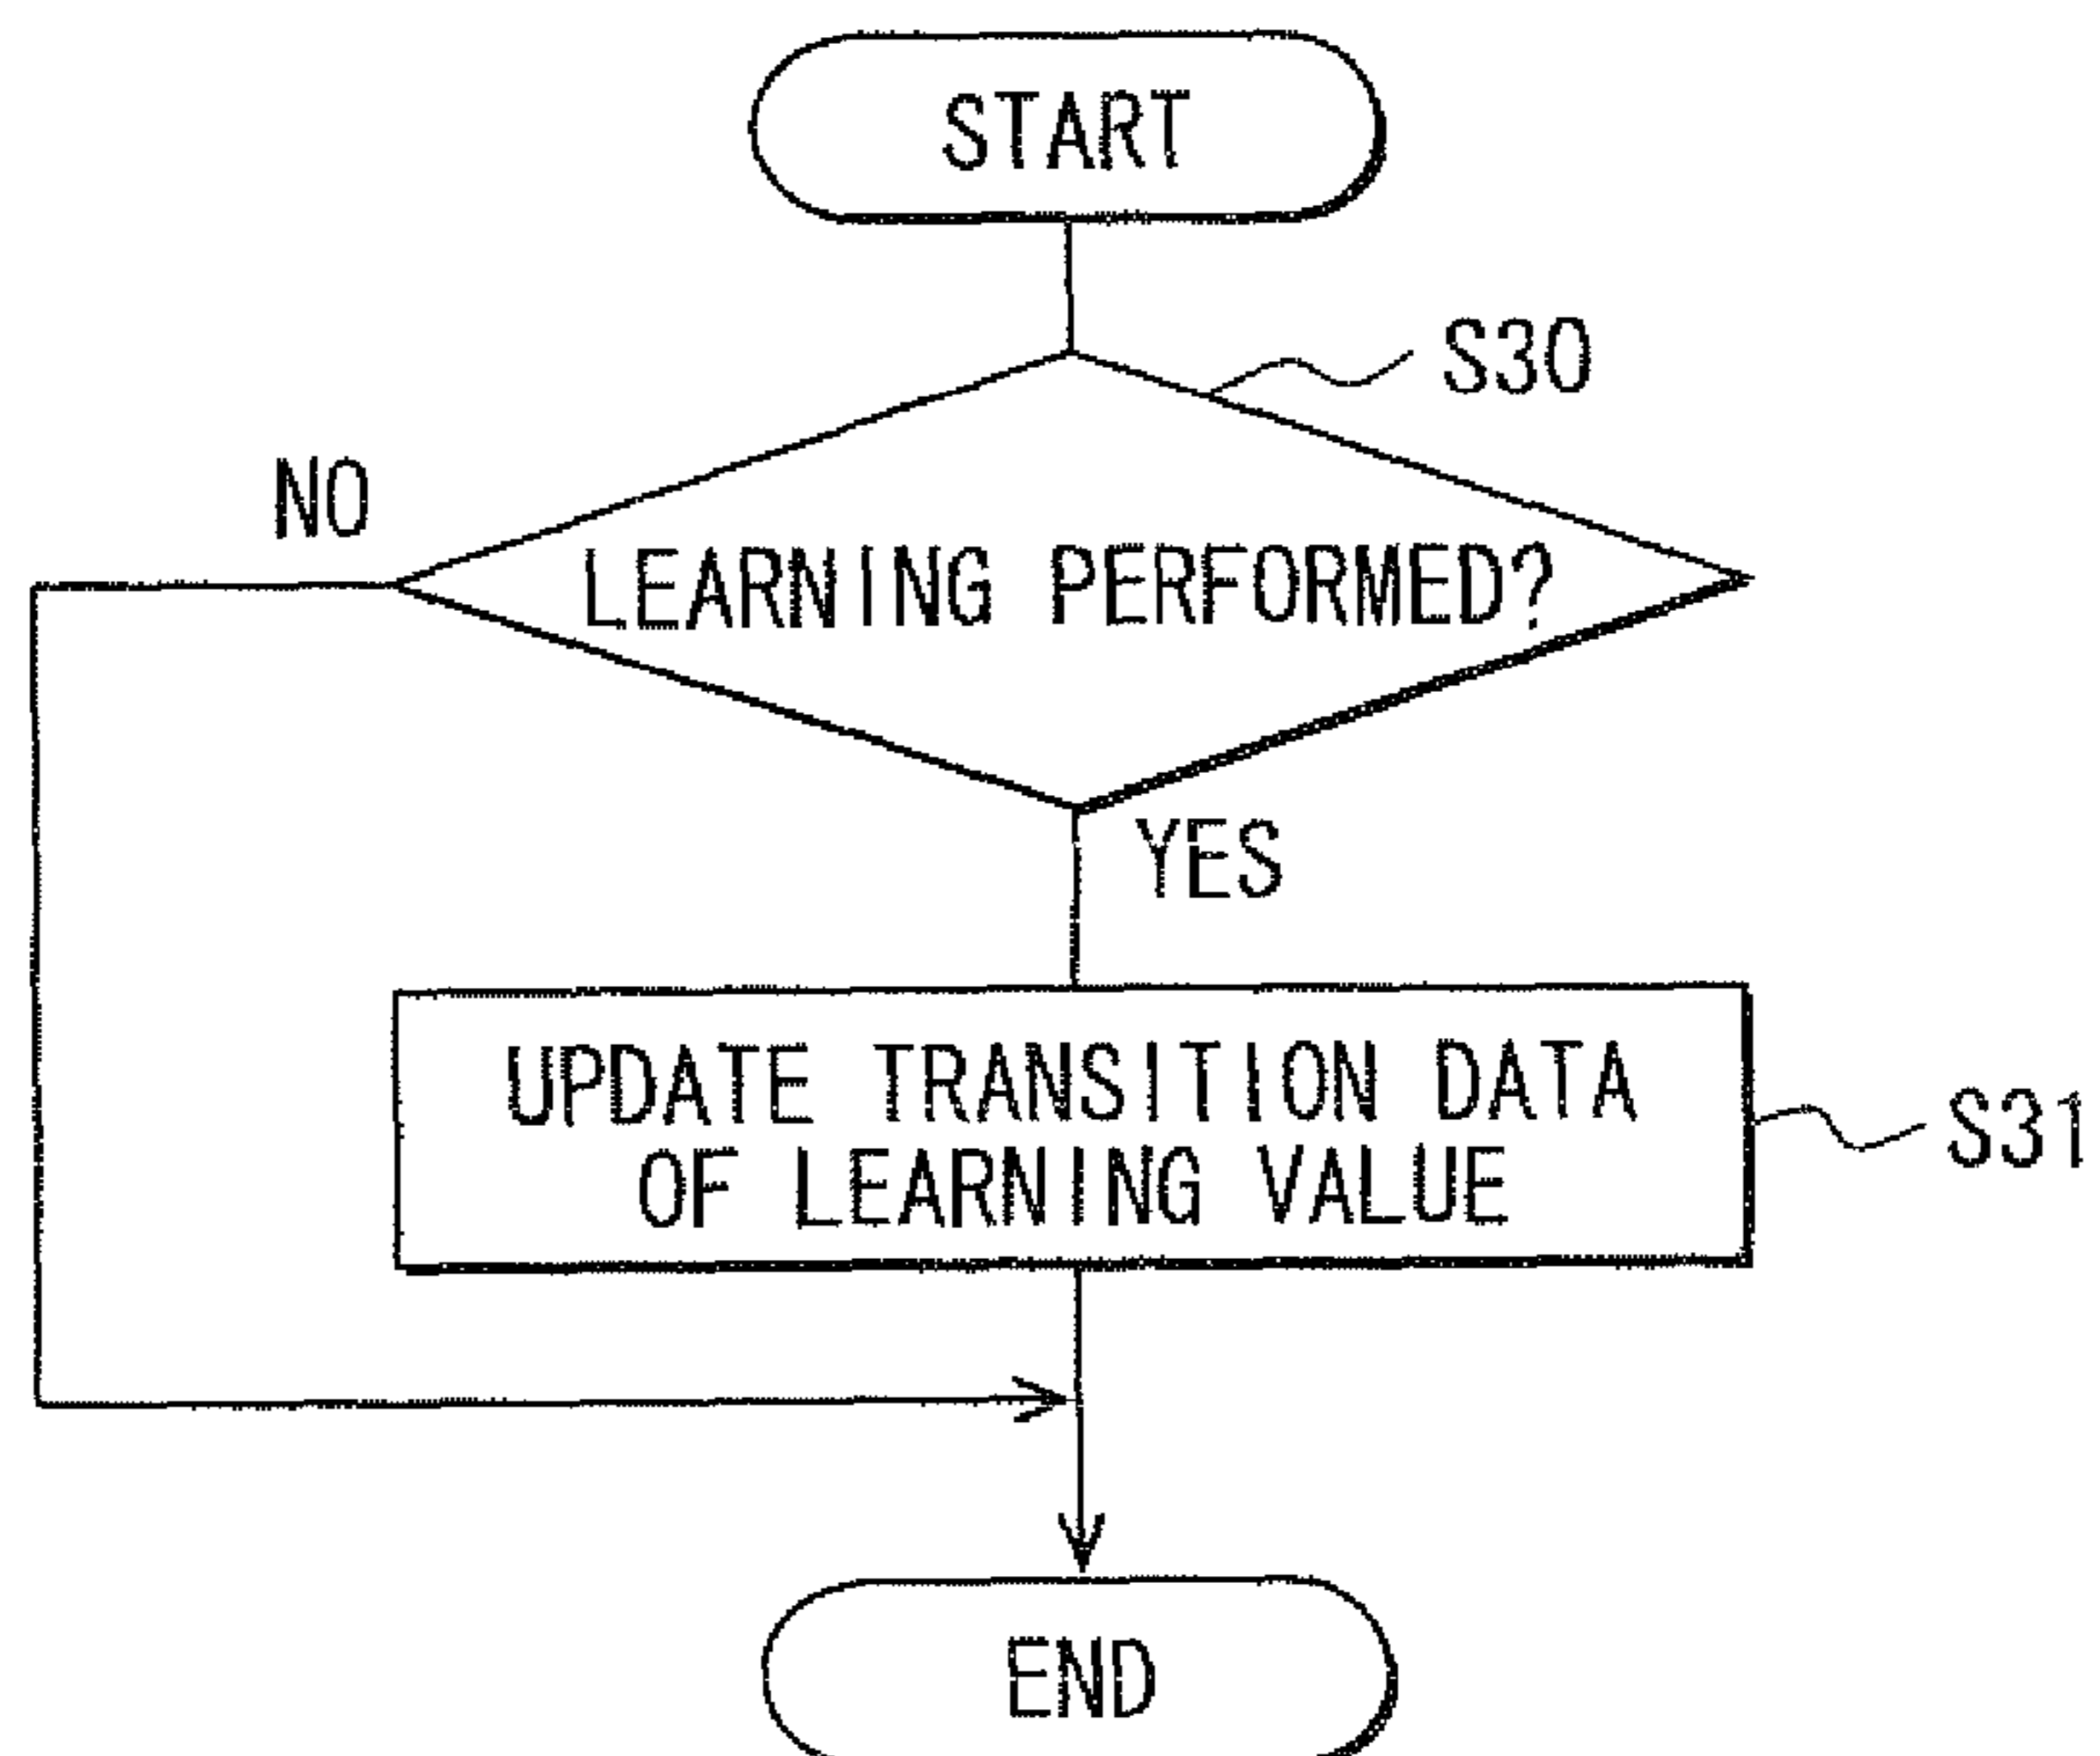 START
S30
NO
LEARNING PERFORMED?
YES
UPDATE TRANSITION DATA
OF LEARNING VALUE
S31
END